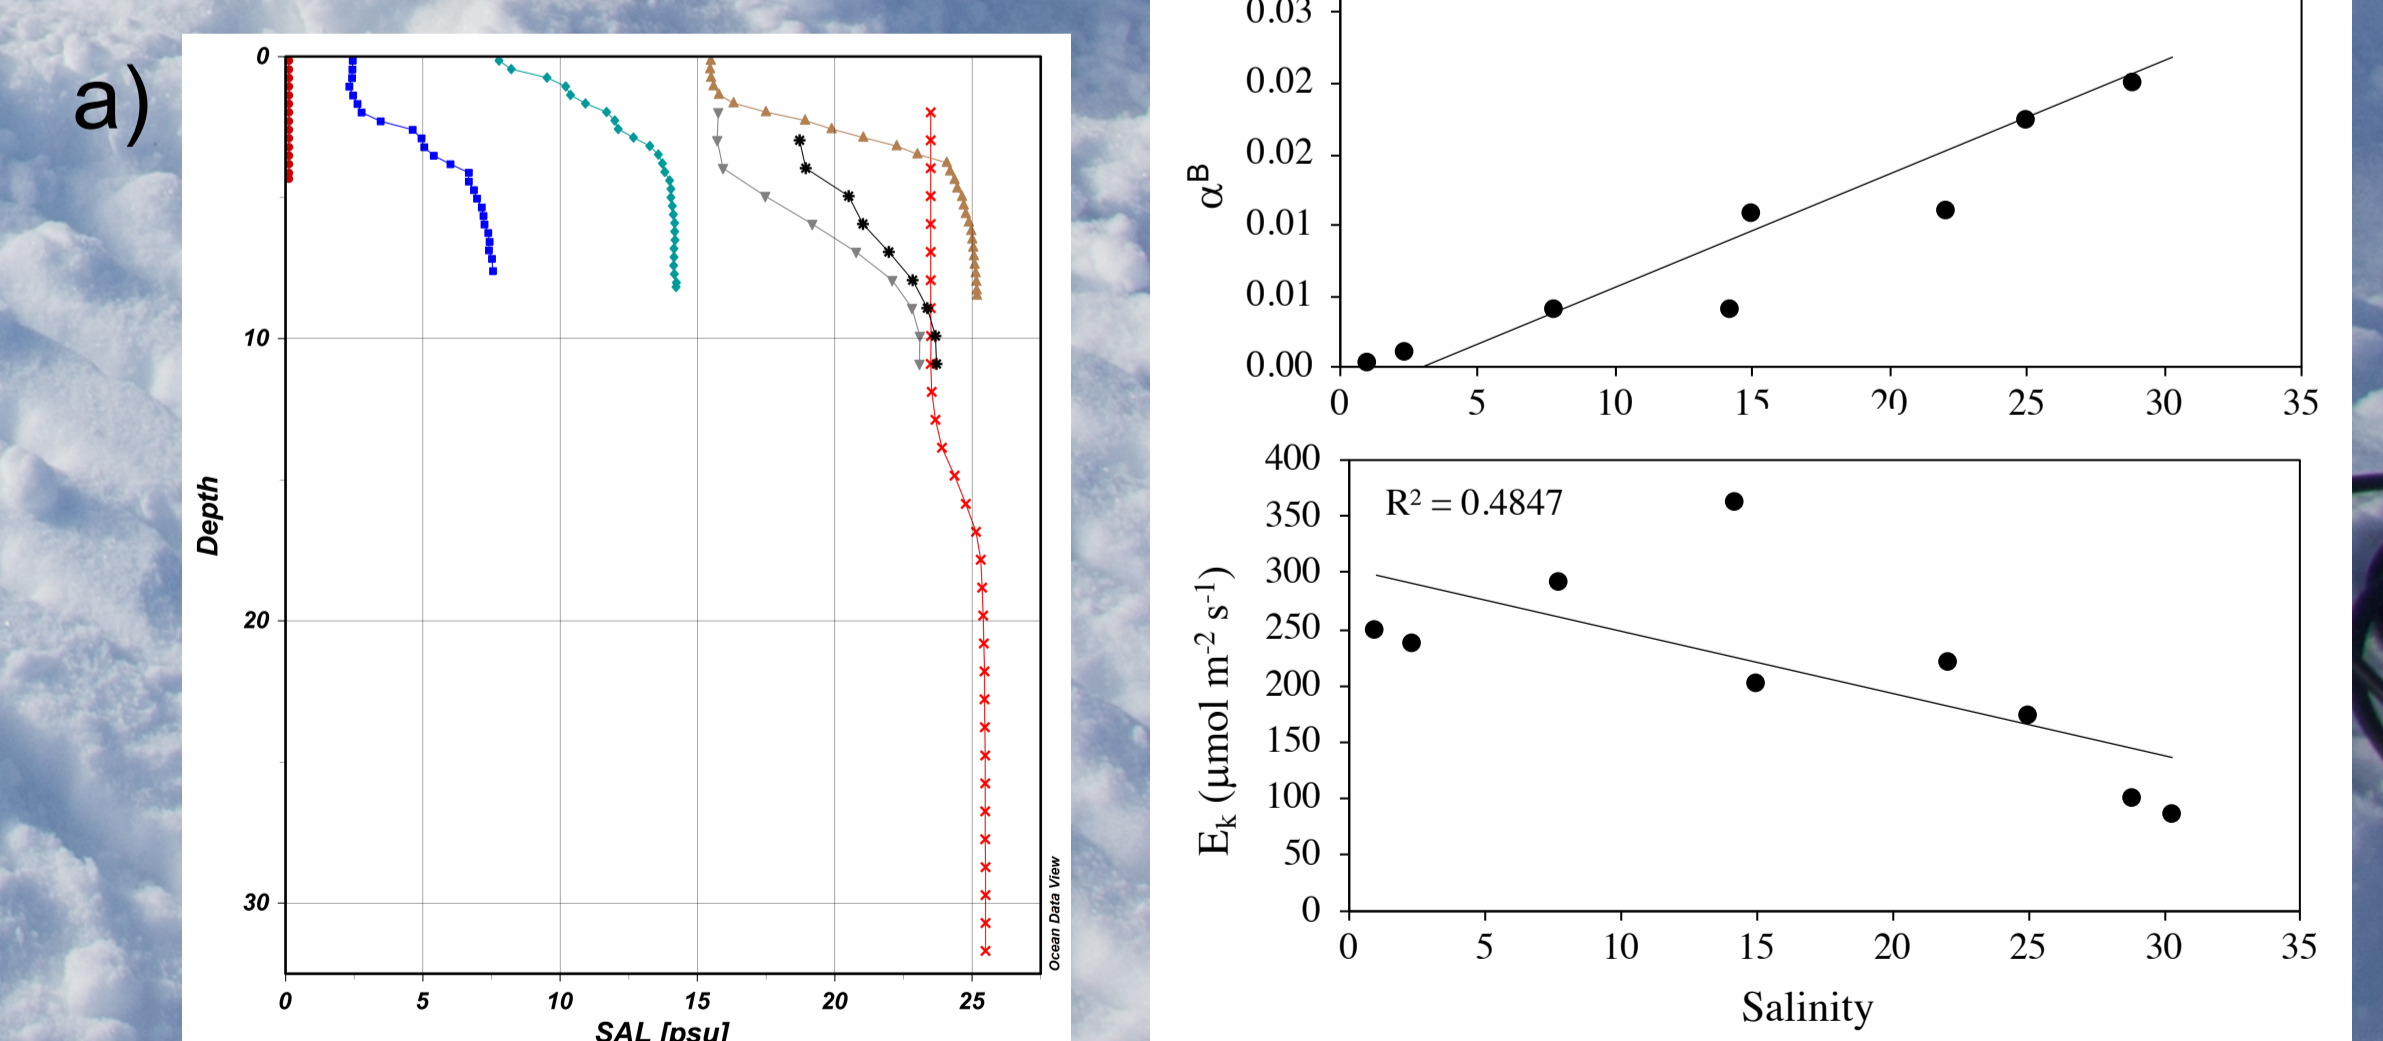 a)
0
10
20
30
Depth
0 5 10 15 20 25
SAL [psu]
Ocean Data View
0.03
0.02
0.02
0.01
0.01
0.00
αB
0 5 10 15 20 25 30 35
400
350
300
250
200
150
100
50
0
R² = 0.4847
Ek (μmol m-2 s-1)
0 5 10 15 20 25 30 35
Salinity